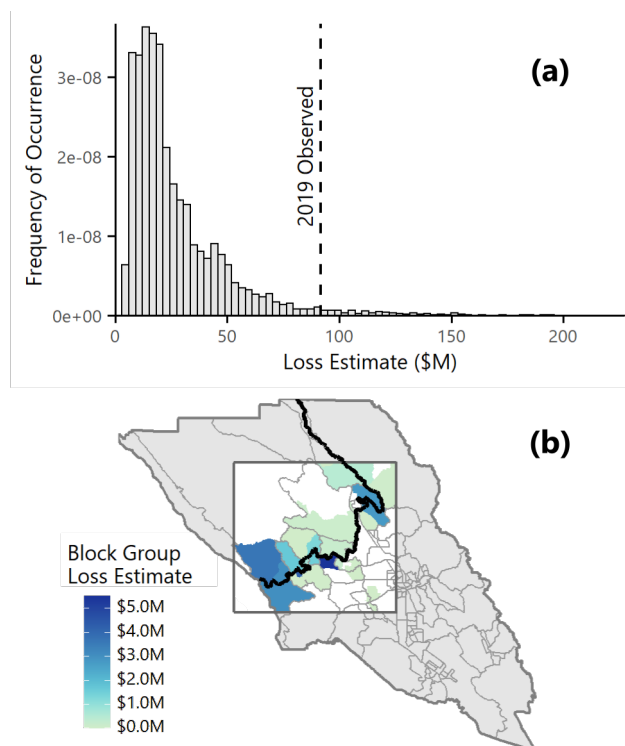 (a)
Frequency of Occurrence
3e-08
2e-08
1e-08
0e+00
2019 Observed
0
50
100
150
200
Loss Estimate ($M)
(b)
Block Group
Loss Estimate
$5.0M
$4.0M
$3.0M
$2.0M
$1.0M
$0.0M